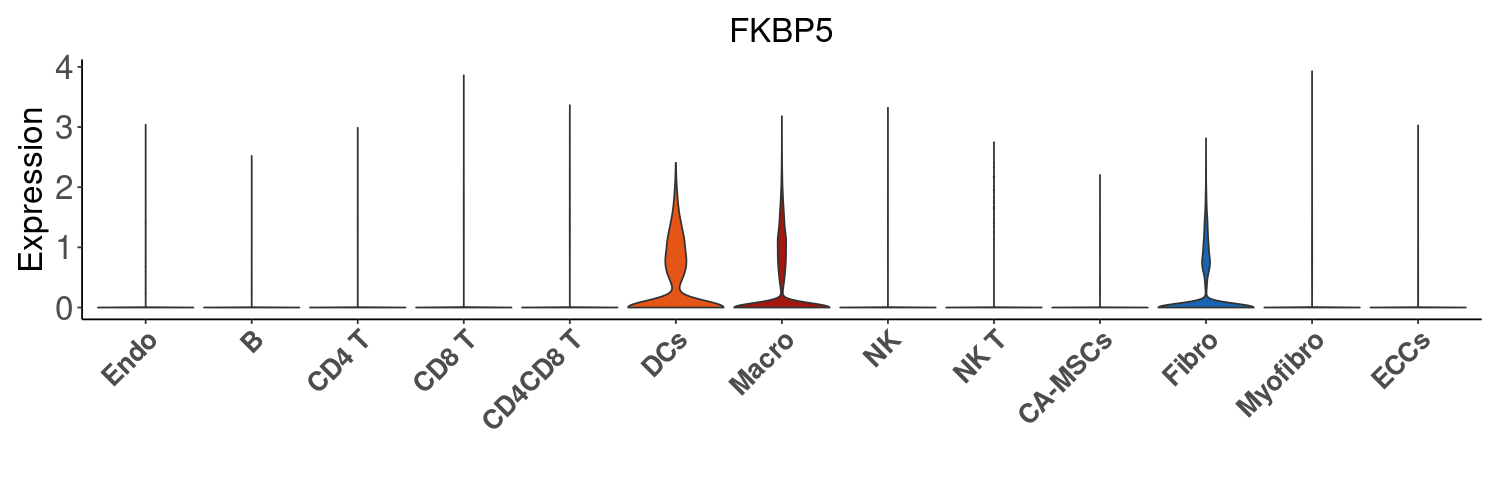 FKBP5
Expression
4
3
2
1
0
Endo
B
CD4 T
CD8 T
CD4CD8 T
DCs
Macro
NK
NK T
CA-MSCs
Fibro
Myofibro
ECCs